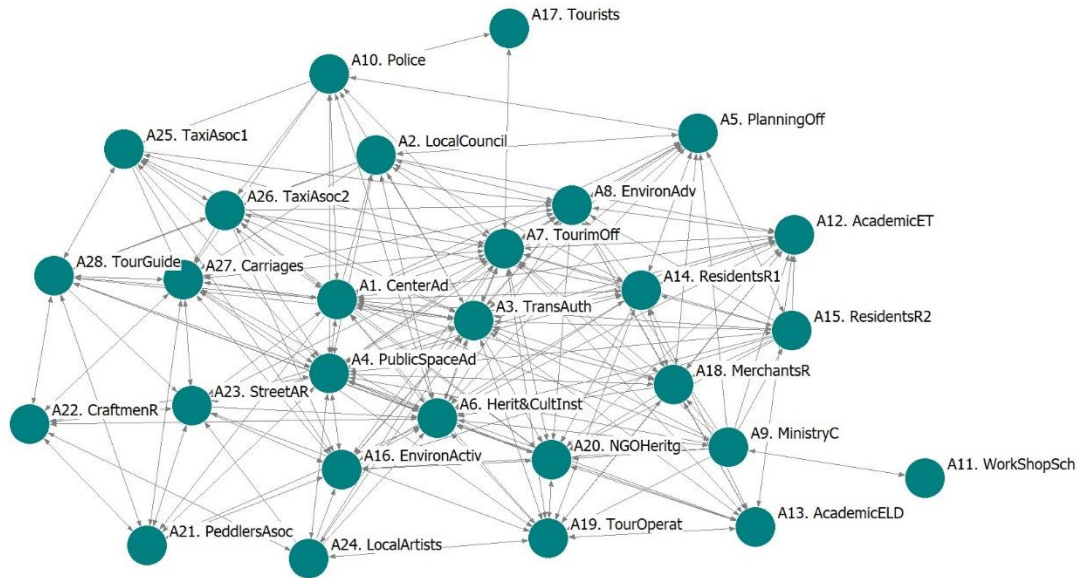 A17. Tourists
A10. Police
A5. PlanningOff
A25. TaxiAsoc1
A2. LocalCouncil
A8. EnvironAdv
A26. TaxiAsoc2
A12. AcademicET
A7. TourimOff
A28. TourGuide
A27. Carriages
A14. ResidentsR1
A1. CenterAd
A3. TransAuth
A15. ResidentsR2
A4. PublicSpaceAd
A18. MerchantsR
A23. StreetAR
A22. CraftmenR
A6. Herit&CultInst
A9. MinistryC
A20. NGOHeritg
A16. EnvironActiv
A11. WorkShopSch
A19. TourOperat
A13. AcademicELD
A21. PeddlersAsoc
A24. LocalArtists